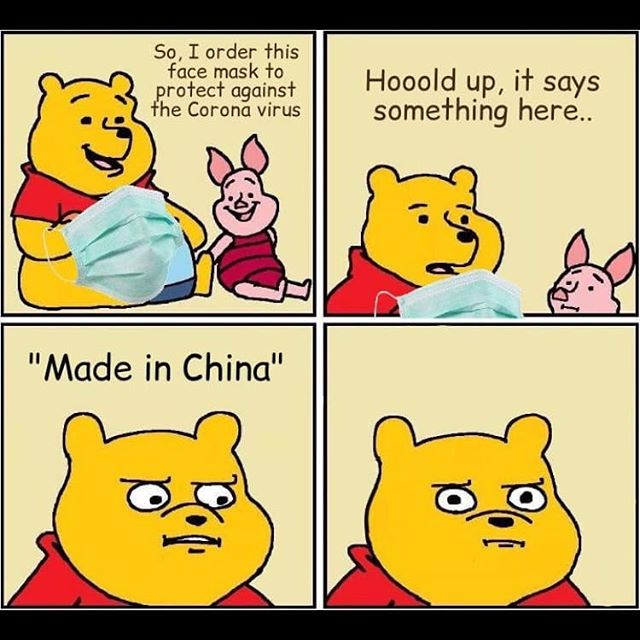 So, I order this
face mask to
protect against
the Corona virus
Hooold up, it says
something here..
"Made in China"